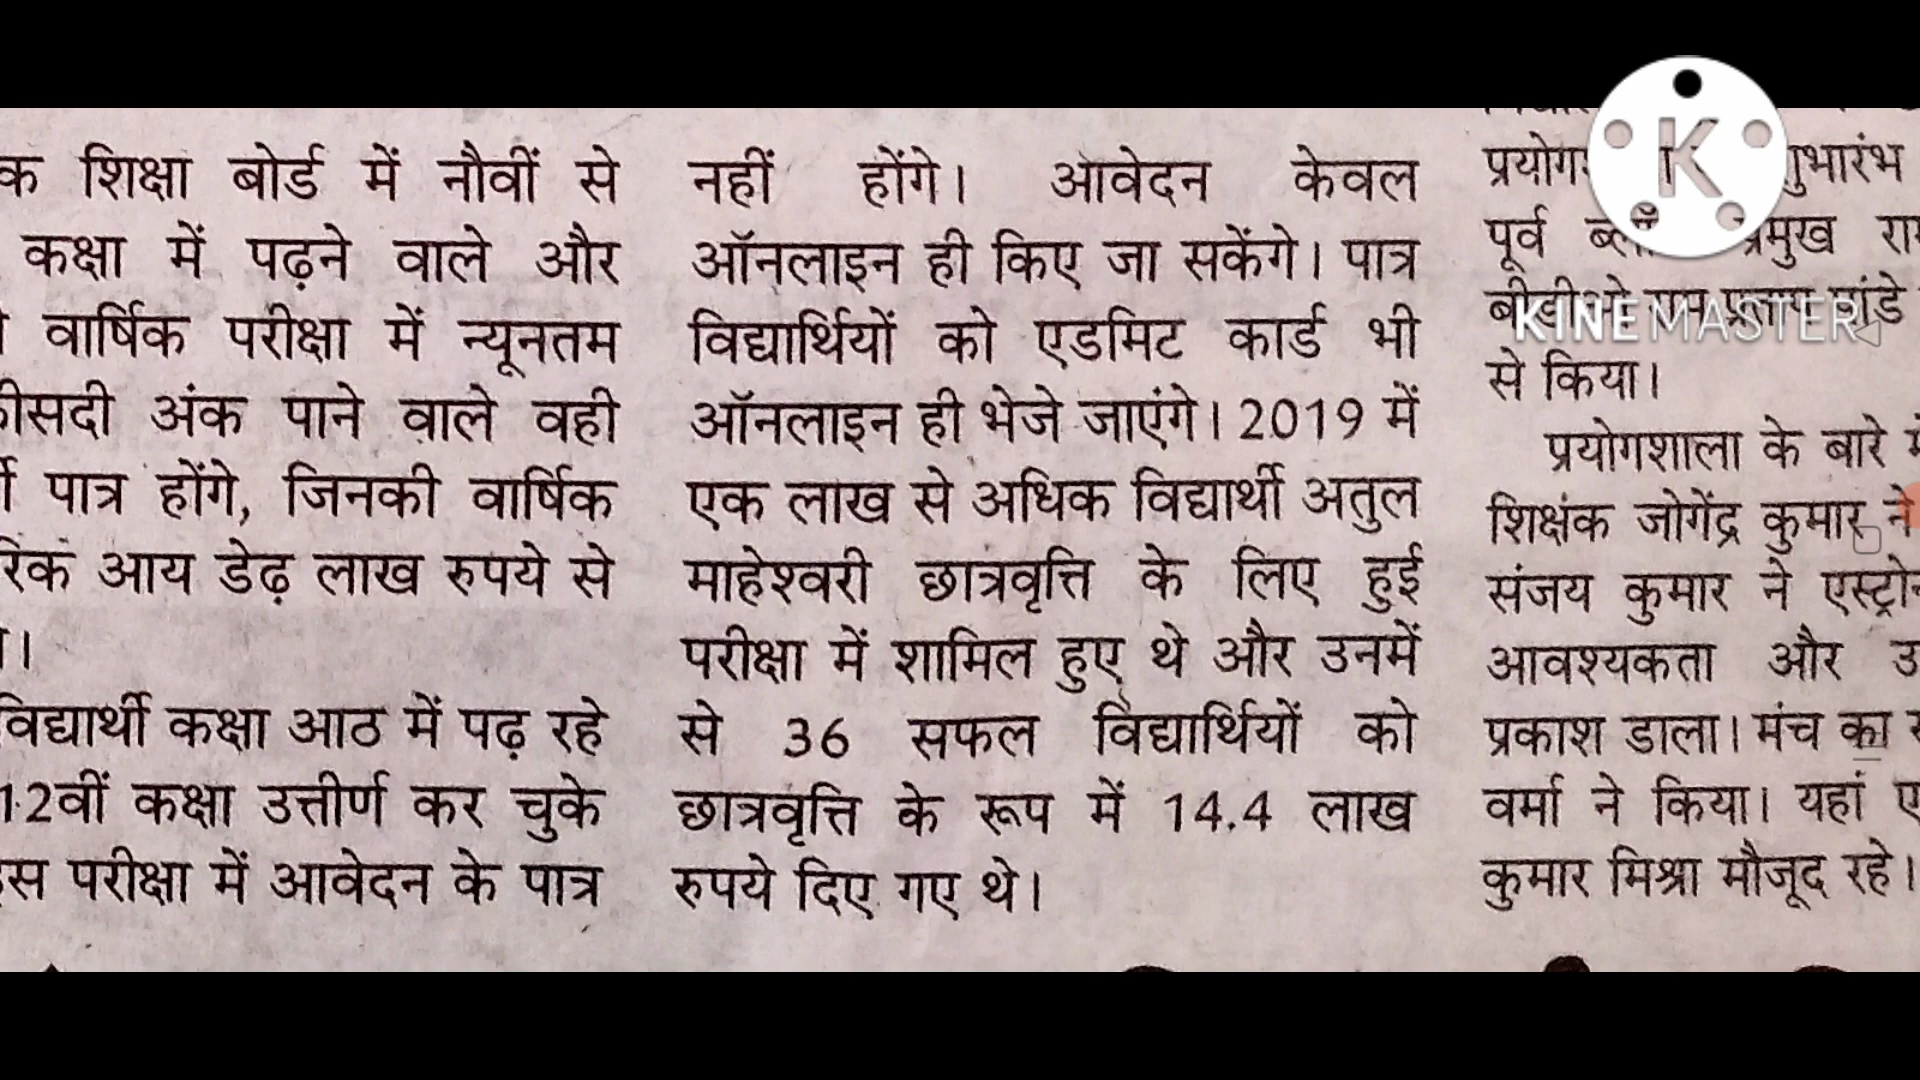 शिक्षा बोर्ड में नौवीं से
कक्षा में पढ़ने वाले और
वार्षिक परीक्षा में न्यूनतम
अंक पाने वाले वही
पात्र होंगे, जिनकी वार्षिक
आय डेढ़ लाख रुपये से
विद्यार्थी कक्षा आठ में पढ़ रहे
12वीं कक्षा उत्तीर्ण कर चुके
परीक्षा में आवेदन के पात्र
नहीं होंगे। आवेदन केवल
ऑनलाइन ही किए जा सकेंगे। पात्र
विद्यार्थियों को एडमिट कार्ड भी
ऑनलाइन ही भेजे जाएंगे। 2019 में
एक लाख से अधिक विद्यार्थी अतुल
माहेश्वरी छात्रवृत्ति के लिए हुई
परीक्षा में शामिल हुए थे और उनमें
से 36 सफल विद्यार्थियों को
छात्रवृत्ति के रूप में 14.4 लाख
रुपये दिए गए थे।
पूर्व प्रमुख
से किया।
प्रयोगशाला के बारे
शिक्षंक जोगेंद्र कुमार ने
संजय कुमार ने
आवश्यकता और
प्रकाश डाला। मंच का
वर्मा ने किया। यहां
कुमार मिश्रा मौजूद रहे।
K
KINEMASTER